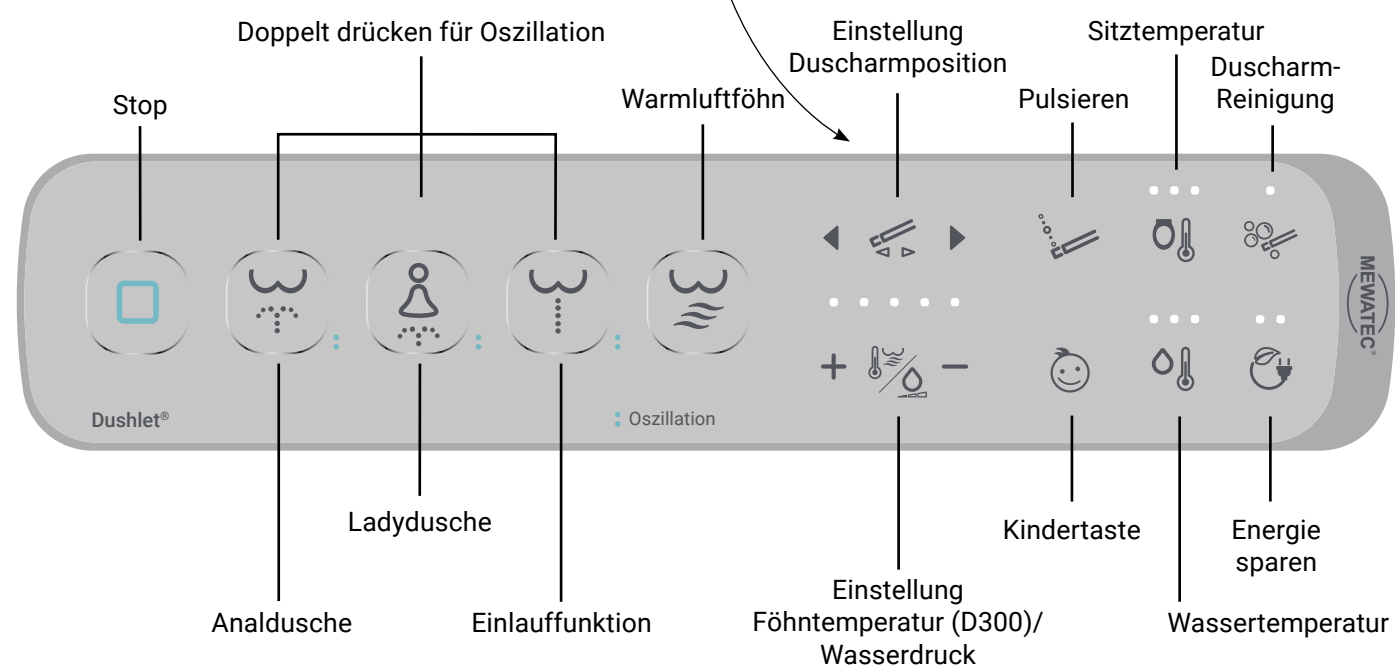 Doppelt drücken für Oszillation
Stop
Warmluftföhn
Einstellung
Duscharmposition
Sitztemperatur
Pulsieren
Duscharm-
Reinigung
MEWATEC®
Dushlet®
Oszillation
Ladydusche
Analdusche
Einlauffunktion
Einstellung
Föhntemperatur (D300)/
Wasserdruck
Kindertaste
Wassertemperatur
Energie
sparen